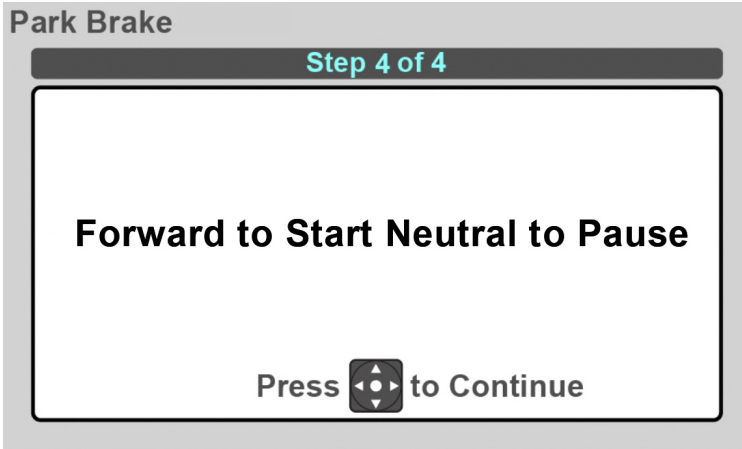 Park Brake
Step 4 of 4
Forward to Start Neutral to Pause
Press to Continue